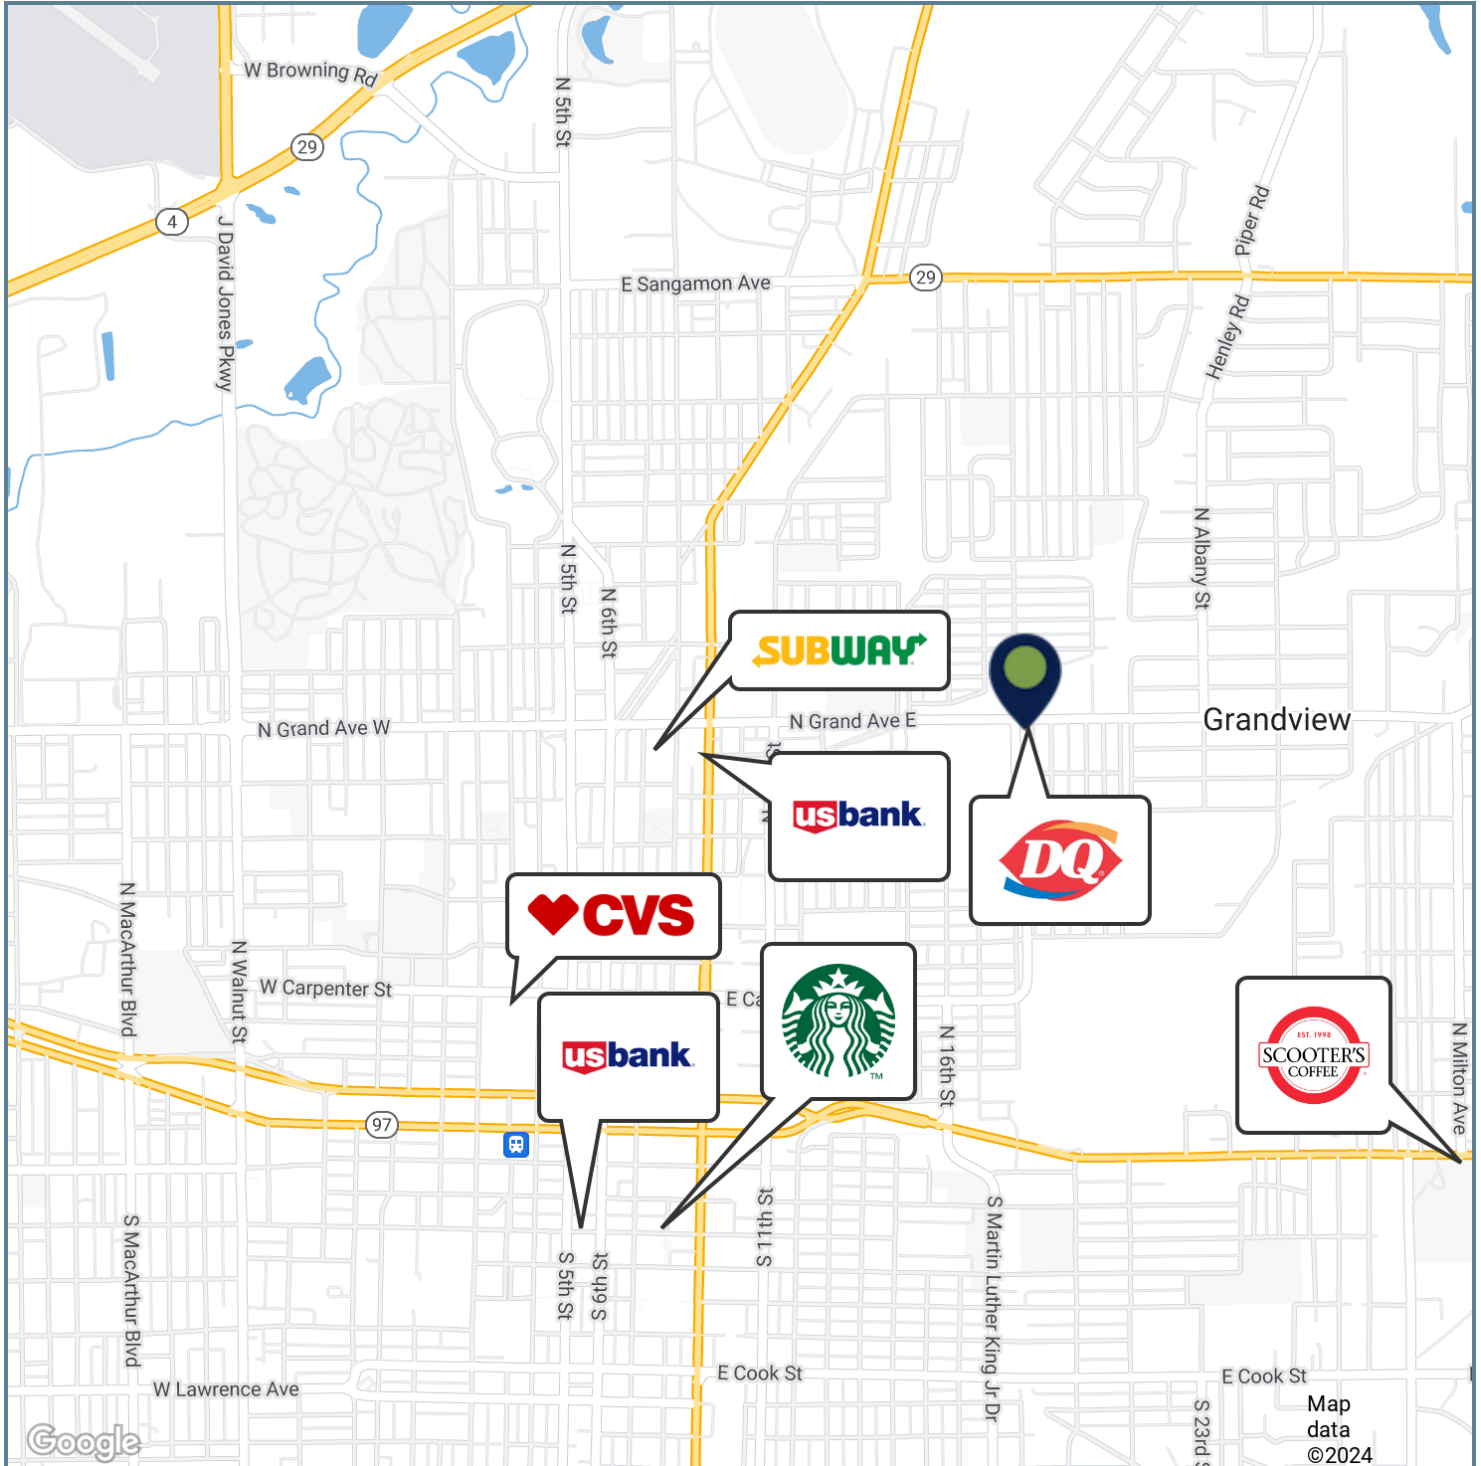 W Browning Rd
N 5th St
29
4
J David Jones Pkwy
Piper Rd
E Sangamon Ave
29
Henley Rd
N 5th St
N 6th St
N Albany St
SUBWAY
N Grand Ave W
N Grand Ave E
Grandview
St
N
usbank
DQ
CVS
N MacArthur Blvd
N Walnut St
W Carpenter St
E Ca
usbank
TM
N 16th St
EST. 1998
SCOOTER'S
COFFEE
N Milton Ave
97
S MacArthur Blvd
S 5th St
S 6th St
S 11th St
S Martin Luther King Jr Dr
W Lawrence Ave
E Cook St
E Cook St
S 23rd S
Google
Map
data
©2024